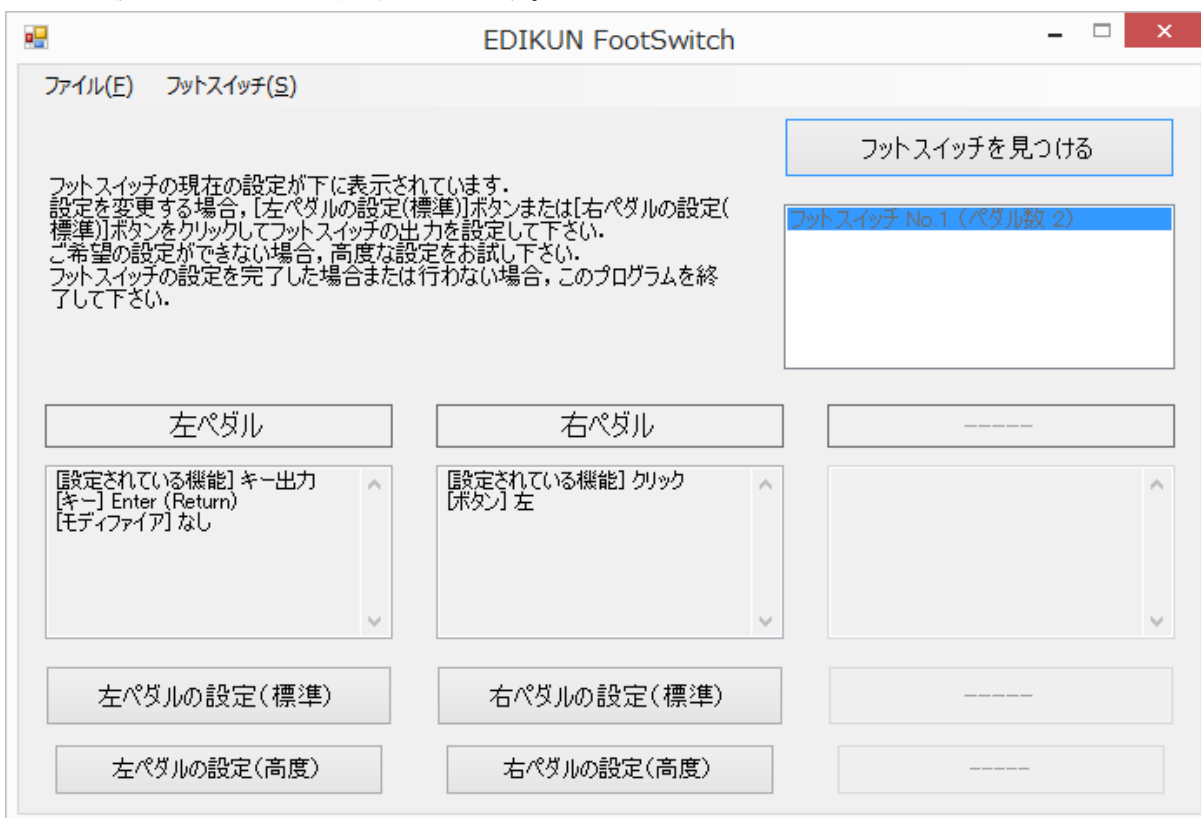 EDIKUN FootSwitch
ファイル(F) フットスイッチ(S)
フットスイッチを見つける
フットスイッチの現在の設定が下に表示されています.
設定を変更する場合, [左ペダルの設定(標準)]ボタンまたは[右ペダルの設定(
標準)]ボタンをクリックしてフットスイッチの出力を設定して下さい.
ご希望の設定ができない場合, 高度な設定をお試し下さい.
フットスイッチの設定を完了した場合または行わない場合, このプログラムを終
了して下さい.
フットスイッチ No.1 (ペダル数 2)
左ペダル
右ペダル
-----
[設定されている機能] キー出力
[キー] Enter (Return)
[モディファイア] なし
[設定されている機能] クリック
[ボタン] 左
左ペダルの設定(標準)
右ペダルの設定(標準)
-----
左ペダルの設定(高度)
右ペダルの設定(高度)
-----